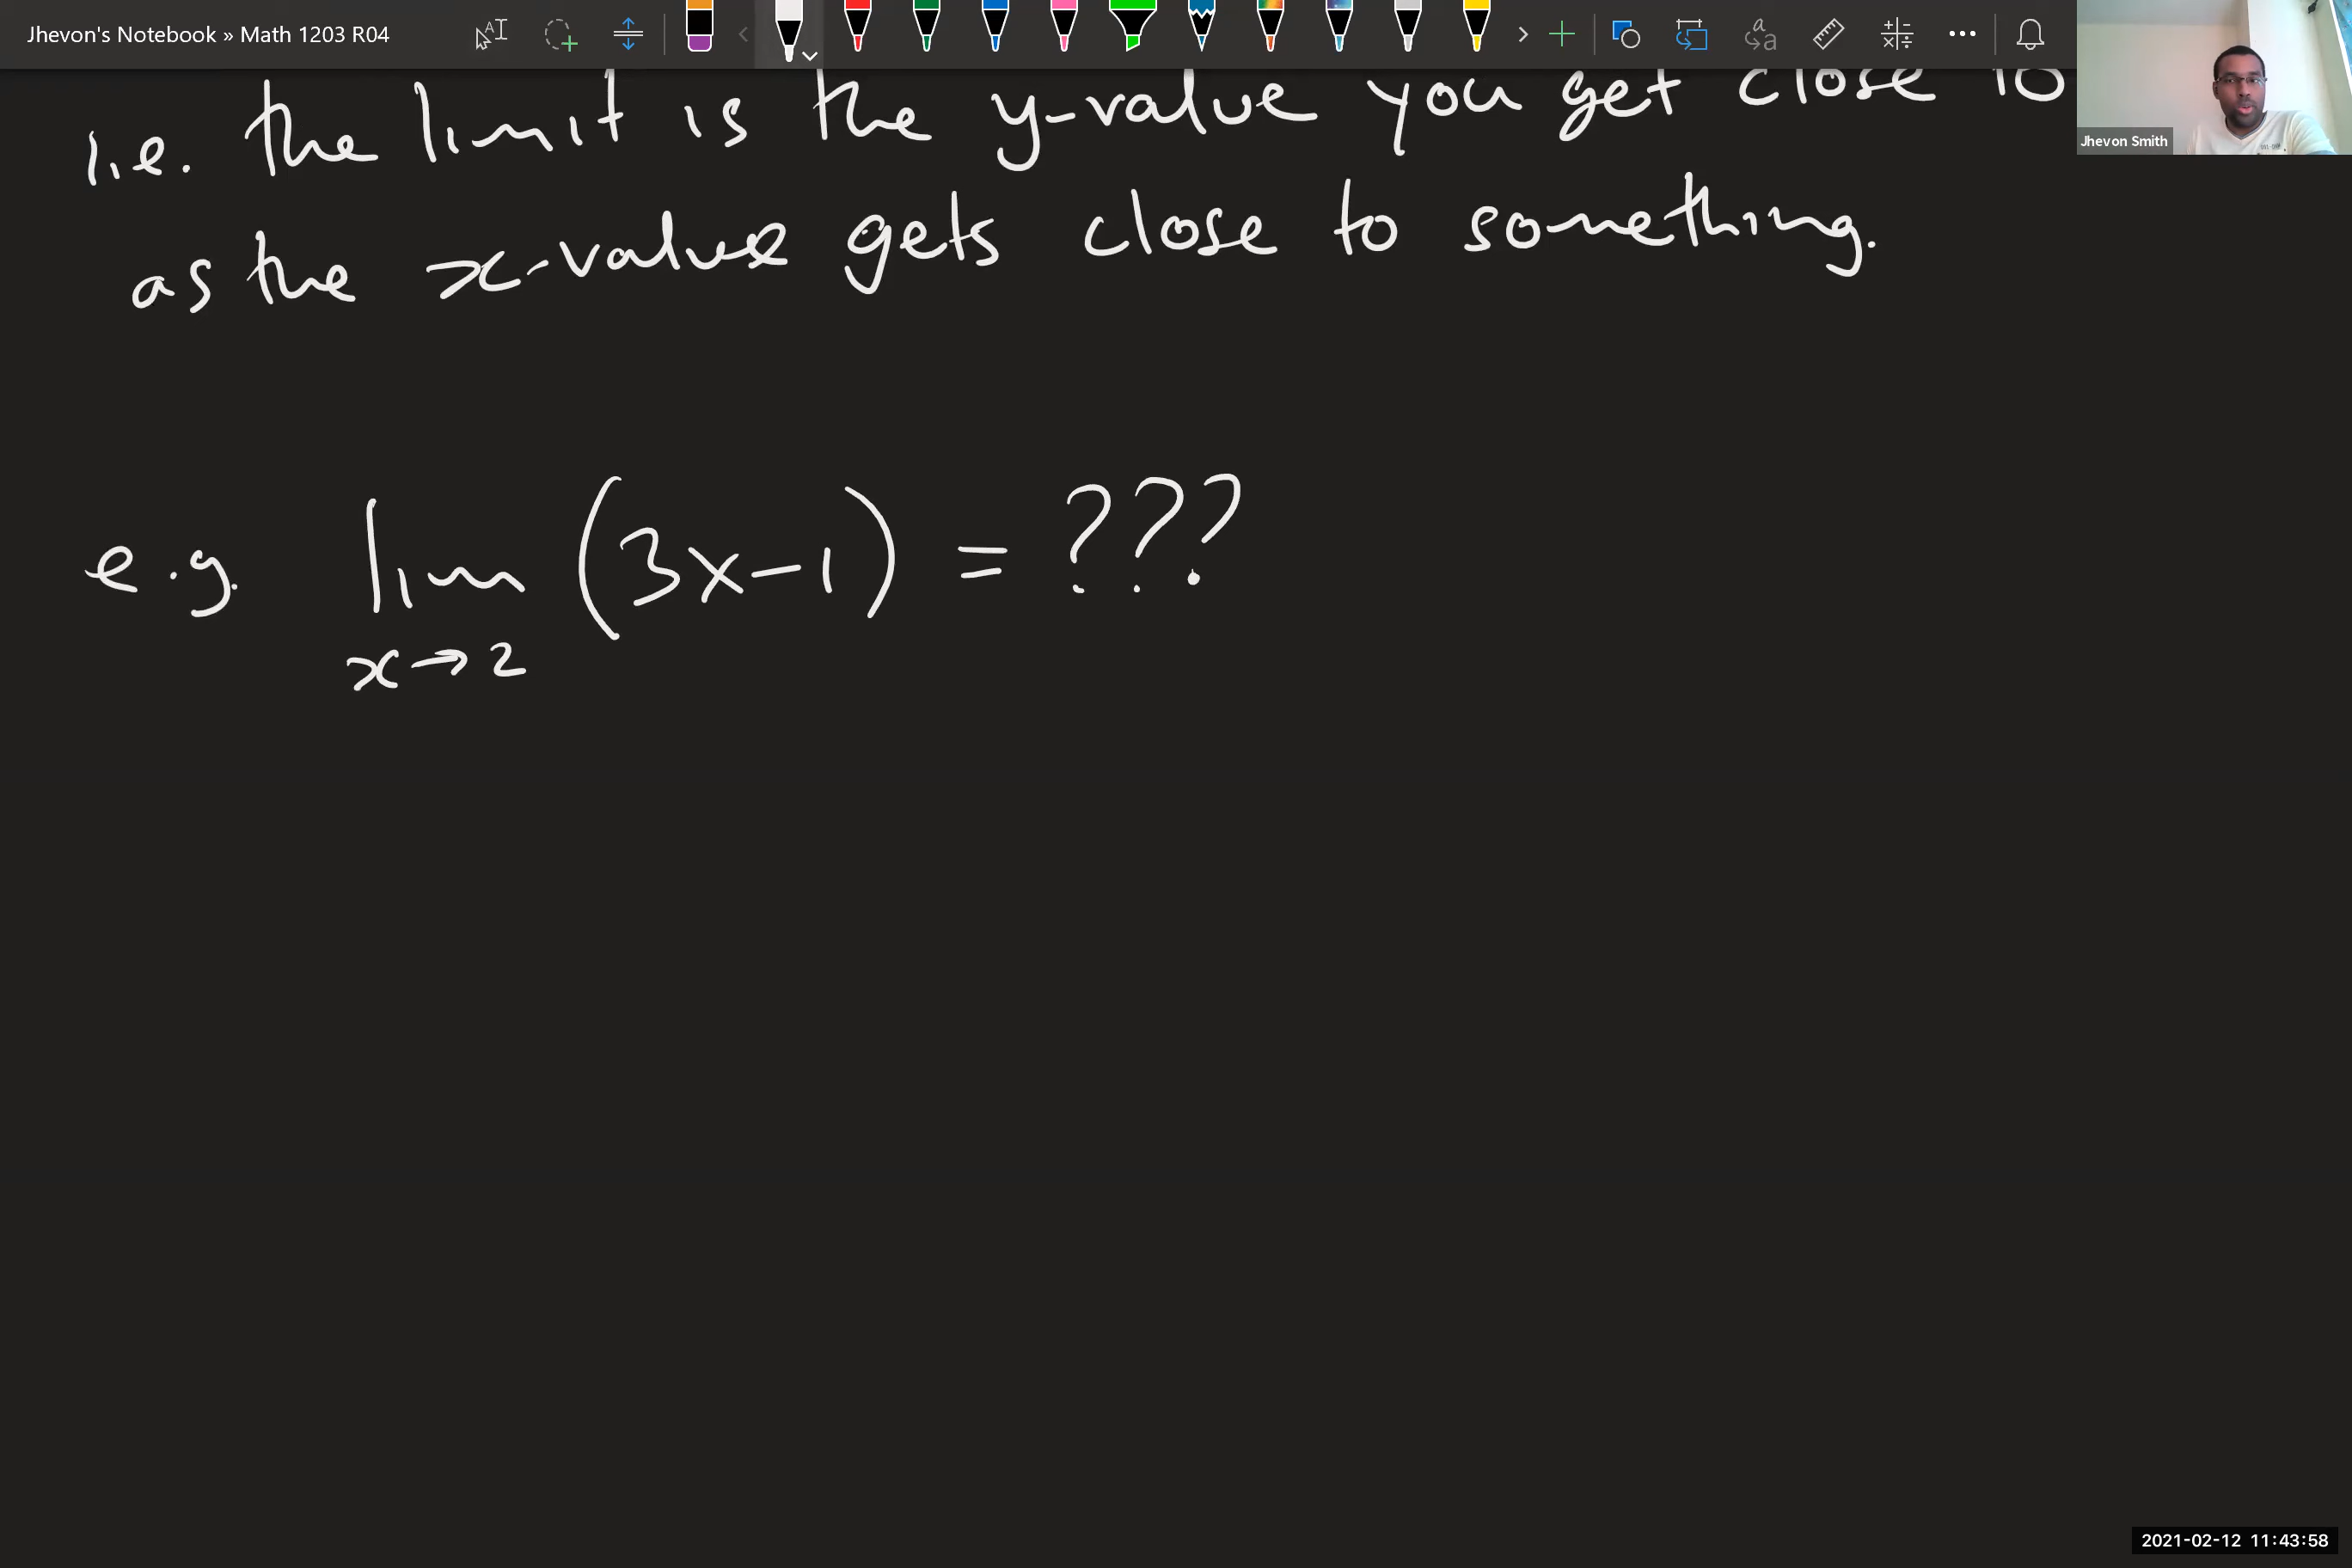 Jhevon's Notebook » Math 1203 R04
i.e. the limit is the y-value you get close to
Jhevon Smith
as the x-value gets close to something.
e.g. lim (3x-1) = ???
x→2
2021-02-12 11:43:58